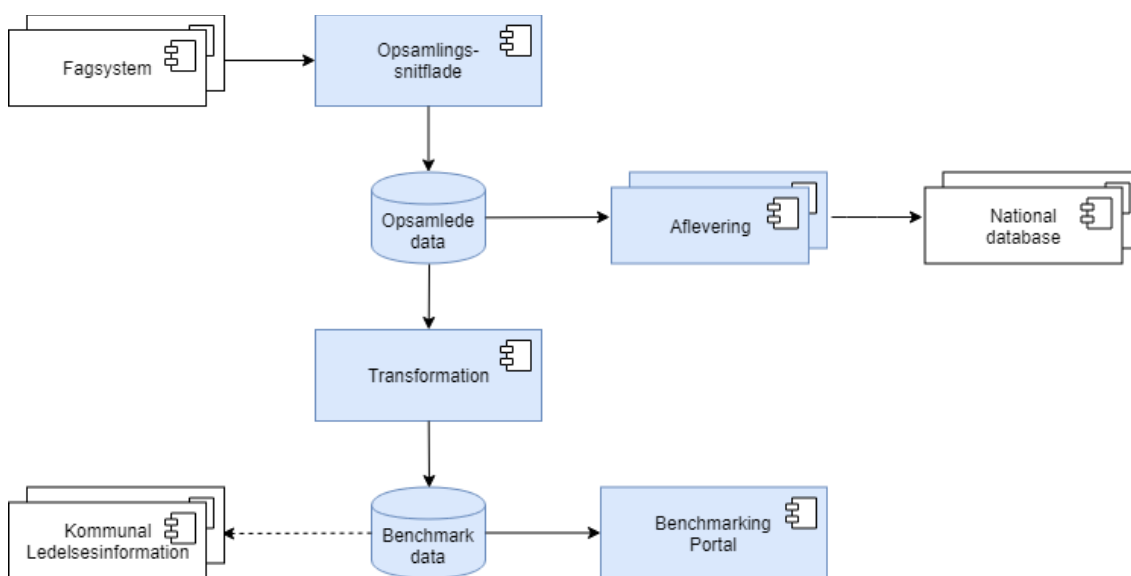 Fagsystem
Opsamlings-
snitflade
Opsamlede
data
Aflevering
National
database
Transformation
Kommunal
Ledelsesinformation
Benchmark
data
Benchmarking
Portal